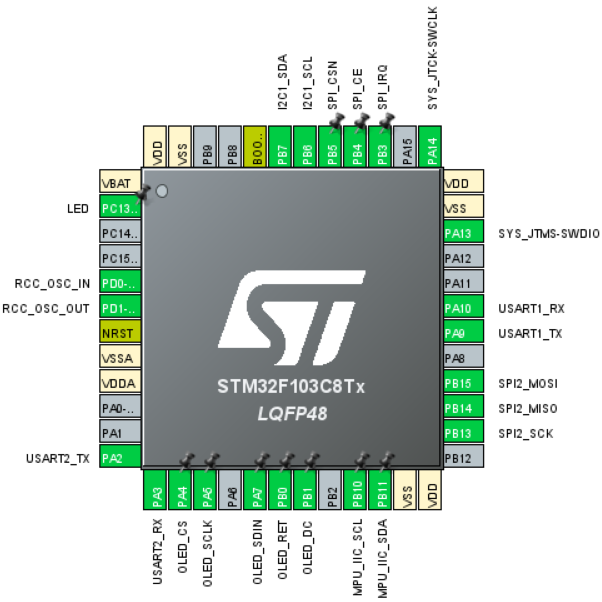 I2C1_SDA
I2C1_SCL
SPI_CSN
SPI_CE
SPI_IRQ
SYS_JTCK-SWCLK
VDD
VSS
PB9
PB8
BOO..
PB7
PB6
PB5
PB4
PB3
PA15
PA14
VBAT
LED PC13..
PC14..
PC15..
RCC_OSC_IN PD0-..
RCC_OSC_OUT PD1-..
NRST
VSSA
VDDA
PA0-..
PA1
USART2_TX PA2
VDD
VSS
PA13 SYS_JTMS-SWDIO
PA12
PA11
PA10 USART1_RX
PA9 USART1_TX
PA8
PB15 SPI2_MOSI
PB14 SPI2_MISO
PB13 SPI2_SCK
PB12
ST
STM32F103C8Tx
LQFP48
PA3
PA4
PA5
PA6
PA7
PB0
PB1
PB2
PB10
PB11
VSS
VDD
USART2_RX
OLED_CS
OLED_SCLK
OLED_SDIN
OLED_RET
OLED_DC
MPU_IIC_SCL
MPU_IIC_SDA